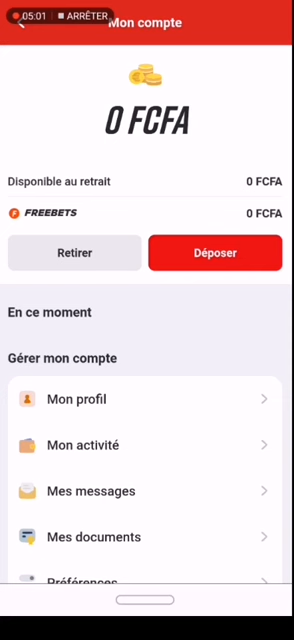 05:01 ARRÊTER
Mon compte
0 FCFA
Disponible au retrait 0 FCFA
FREEBETS 0 FCFA
Retirer Déposer
En ce moment
Gérer mon compte
Mon profil
Mon activité
Mes messages
Mes documents
Préférences